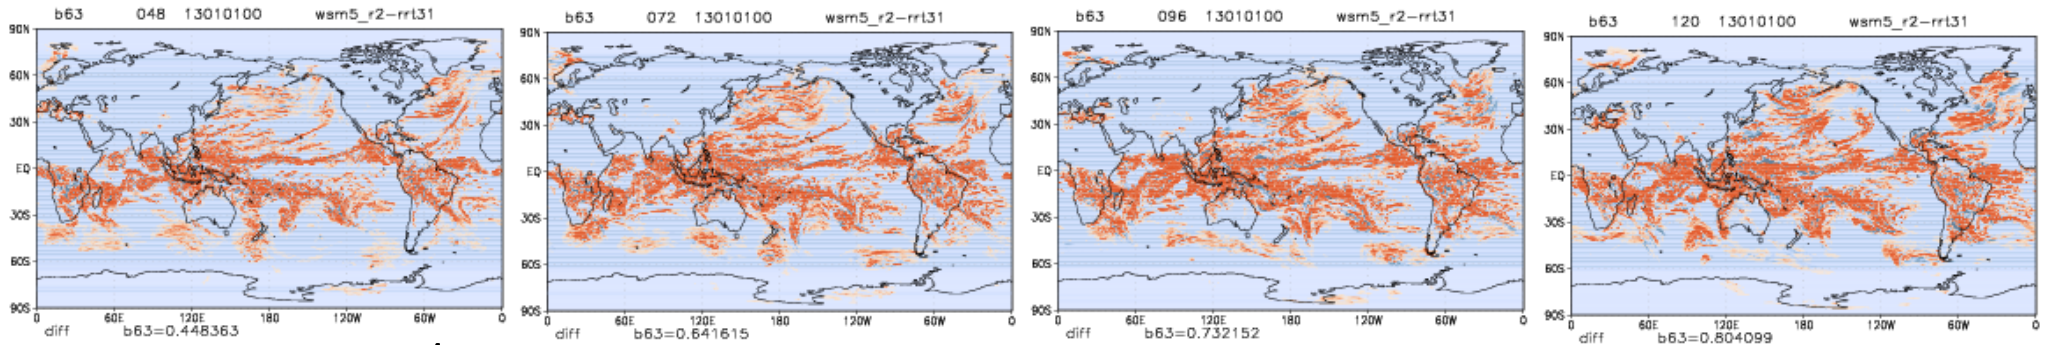 b63 048 13010100 wsm5_r2-rrt31
90N
60N
30N
EQ
30S
60S
90S
0 60E 120E 180 120W 60W 0
diff b63=0.448363
b63 072 13010100 wsm5_r2-rrt31
90N
60N
30N
EQ
30S
60S
90S
0 60E 120E 180 120W 60W 0
diff b63=0.641615
b63 096 13010100 wsm5_r2-rrt31
90N
60N
30N
EQ
30S
60S
90S
0 60E 120E 180 120W 60W 0
diff b63=0.732152
b63 120 13010100 wsm5_r2-rrt31
90N
60N
30N
EQ
30S
60S
90S
0 60E 120E 180 120W 60W 0
diff b63=0.804099